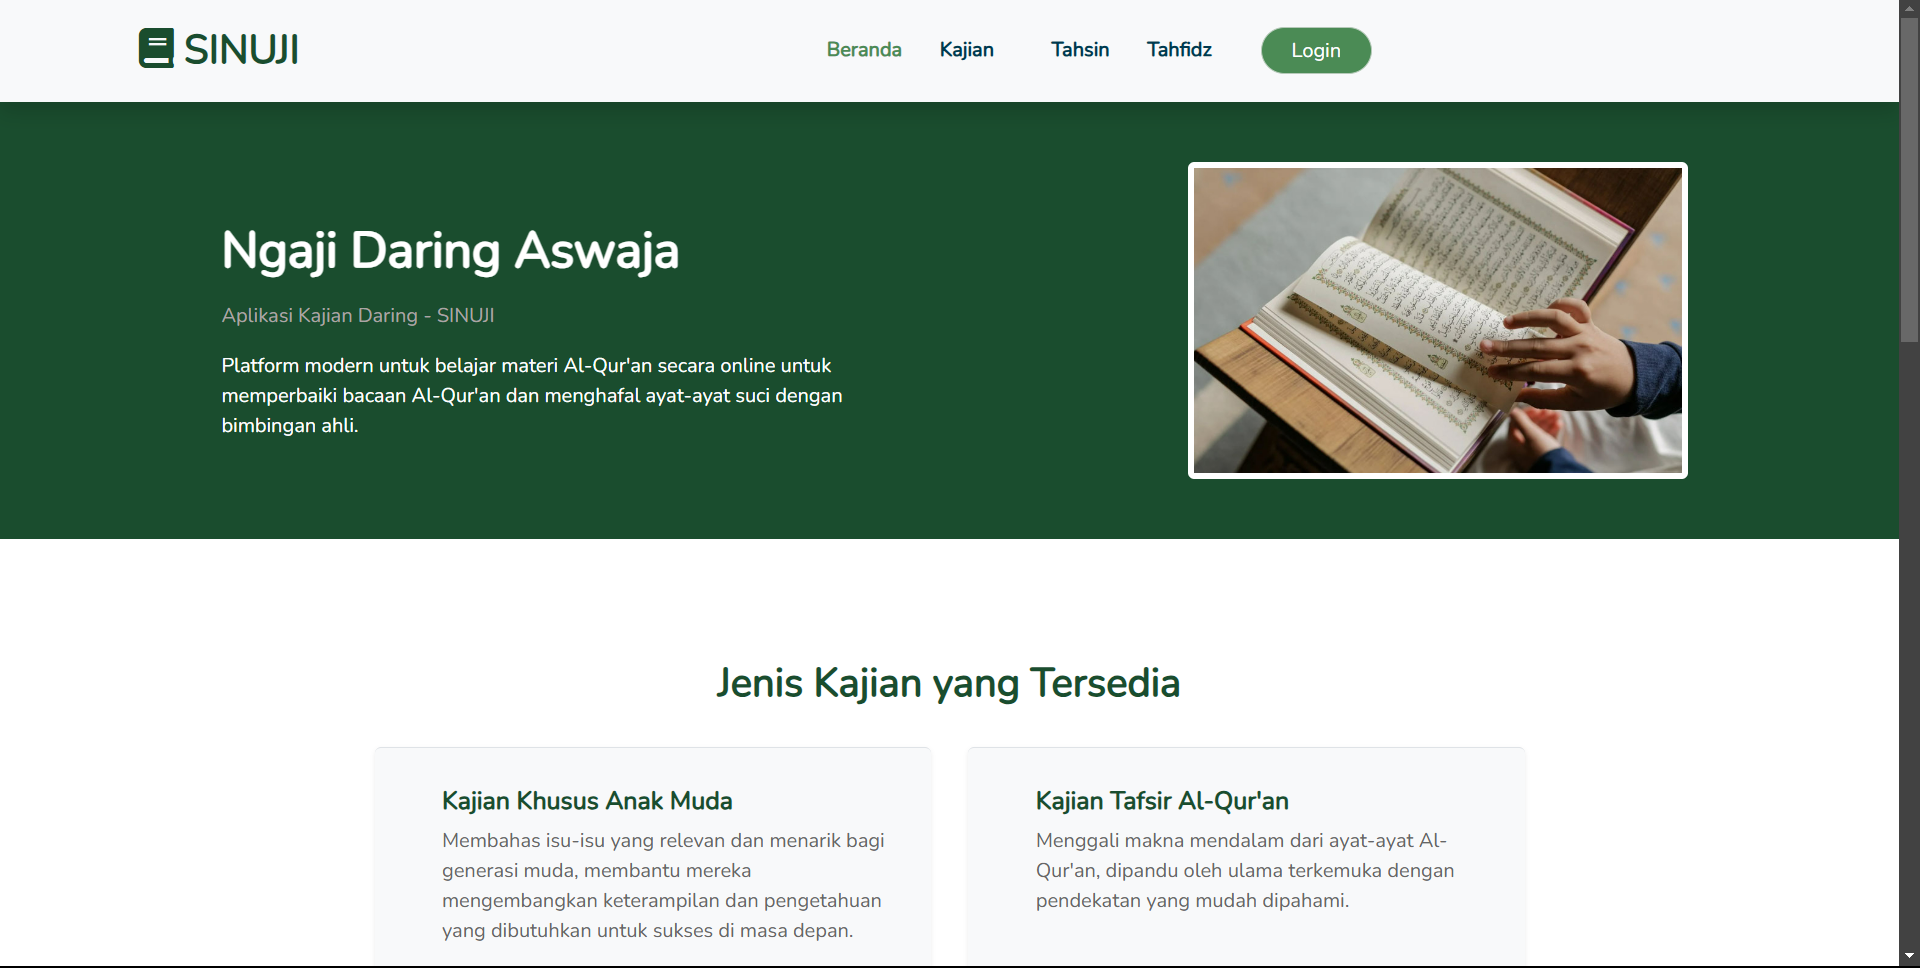 SINUJI
Beranda Kajian Tahsin Tahfidz Login
Ngaji Daring Aswaja
Aplikasi Kajian Daring - SINUJI
Platform modern untuk belajar materi Al-Qur'an secara online untuk
memperbaiki bacaan Al-Qur'an dan menghafal ayat-ayat suci dengan
bimbingan ahli.
Jenis Kajian yang Tersedia
Kajian Khusus Anak Muda
Membahas isu-isu yang relevan dan menarik bagi
generasi muda, membantu mereka
mengembangkan keterampilan dan pengetahuan
yang dibutuhkan untuk sukses di masa depan.
Kajian Tafsir Al-Qur'an
Menggali makna mendalam dari ayat-ayat Al-
Qur'an, dipandu oleh ulama terkemuka dengan
pendekatan yang mudah dipahami.